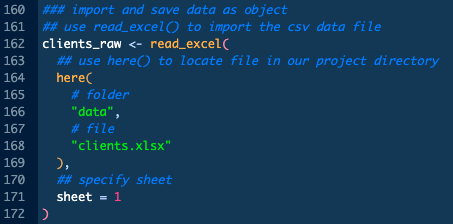 160 ### import and save data as object
161 ## use read_excel() to import the csv data file
162 clients_raw <- read_excel(
163   ## use here() to locate file in our project directory
164   here(
165     # folder
166     "data",
167     # file
168     "clients.xlsx"
169   ),
170   ## specify sheet
171   sheet = 1
172 )